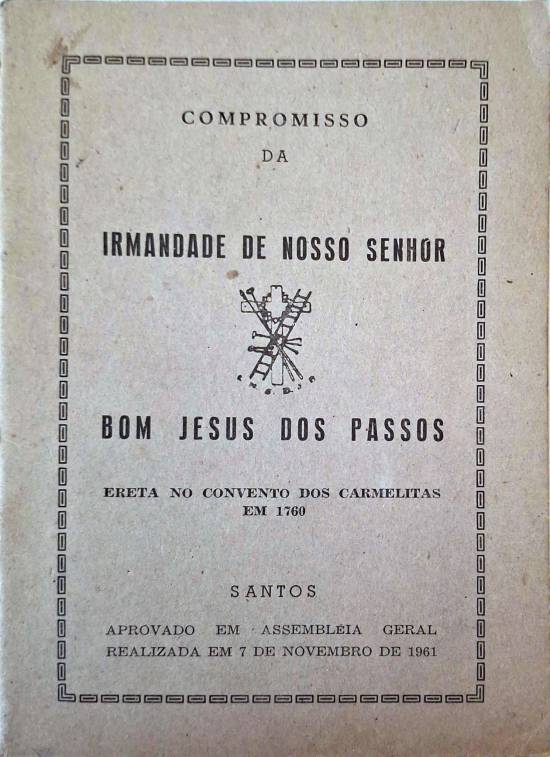 COMPROMISSO
DA
IRMANDADE DE NOSSO SENHOR
BOM JESUS DOS PASSOS
ERETA NO CONVENTO DOS CARMELITAS
EM 1760
SANTOS
APROVADO EM ASSEMBLÉIA GERAL
REALIZADA EM 7 DE NOVEMBRO DE 1961